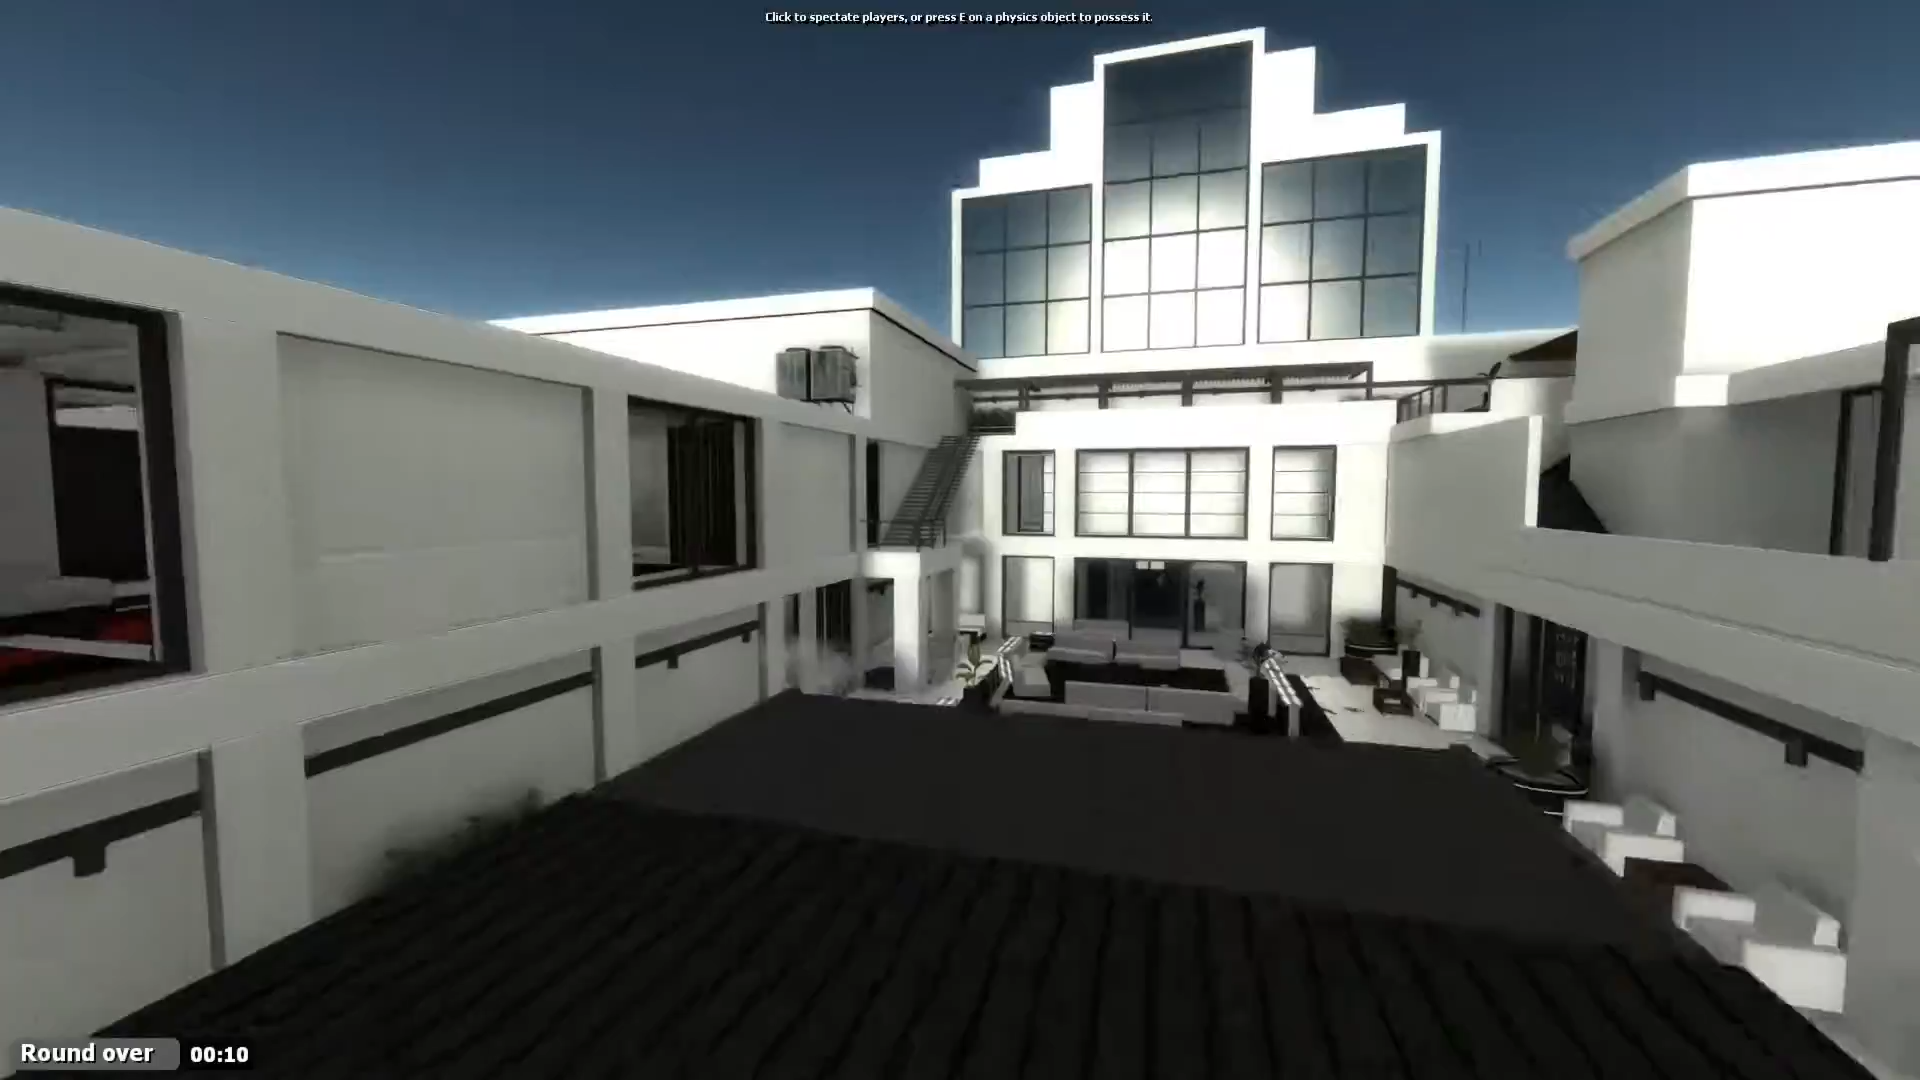 Click to spectate players, or press E on a physics object to possess it.
Round over 00:10